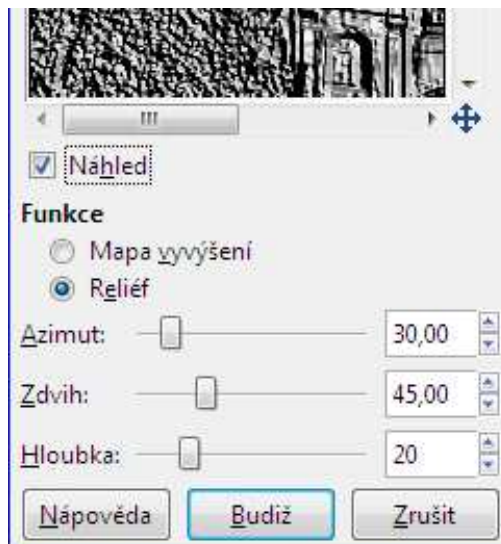 Náhled
Funkce
Mapa vyvýšení
Reliéf
Azimut: 30,00
Zdvih: 45,00
Hloubka: 20
Nápověda Budiž Zrušit